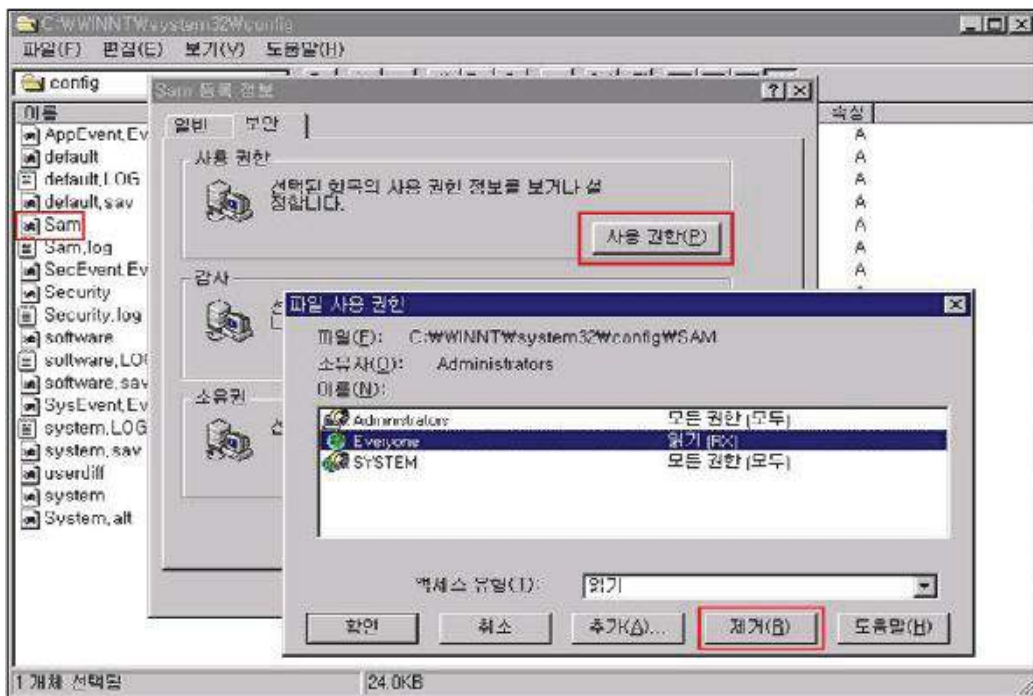 C:₩WINNT₩system32₩config
파일(F) 편집(E) 보기(V) 도움말(H)
config
이름
속성
AppEvent,Ev
A
default
A
default,LOG
A
default,sav
A
Sam
A
Sam,log
A
SecEvent,Ev
A
Security
Security,log
software
software,LO
software,sav
SysEvent,Ev
system,LOG
system,sav
userdiff
system
System,alt
Sam 등록 정보
일반 보안
사용 권한
선택된 항목의 사용 권한 정보를 보거나 설
정합니다.
사용 권한(P)
감사
소유권
파일 사용 권한
파일(F): C:₩WINNT₩system32₩config₩SAM
소유자(O): Administrators
이름(N):
Administrators 모든 권한 (모두)
Everyone 읽기 (RX)
SYSTEM 모든 권한 (모두)
액세스 유형(T): 읽기
확인 취소 추가(A)... 제거(R) 도움말(H)
1 개체 선택됨 24.0KB